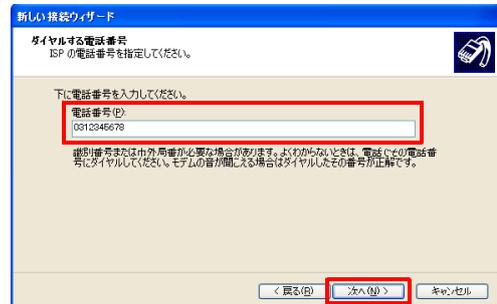 新しい接続ウィザード
ダイヤルする電話番号
ISP の電話番号を指定してください。
下に電話番号を入力してください。
電話番号(P):
0312345678
識別番号または市外局番が必要な場合があります。よくわからないときは、電話でその電話番
号にダイヤルしてください。モデムの音が聞こえる場合はダイヤルしたその番号が正解です。
< 戻る(B)
次へ(N) >
キャンセル